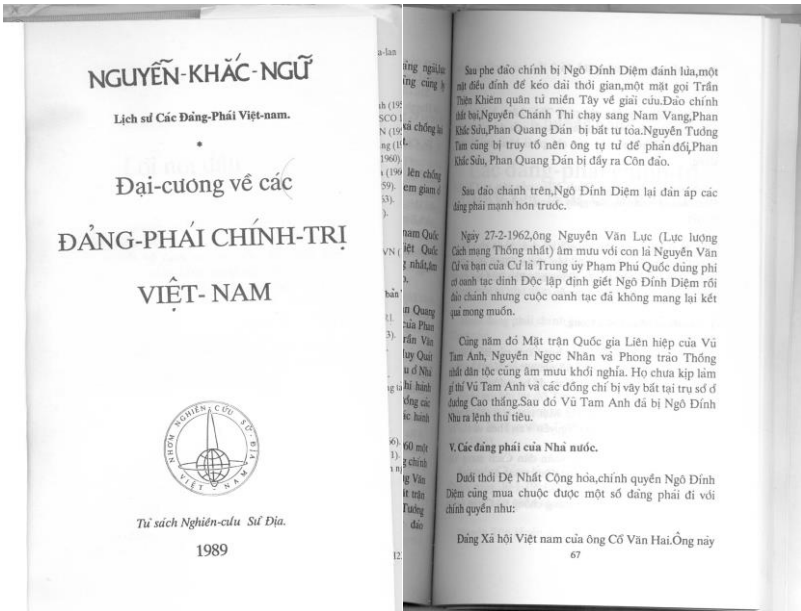 NGUYỄN-KHẮC-NGỮ
Lịch sử Các Đảng-Phái Việt-nam.
*
Đại-cương về các
ĐẢNG-PHÁI CHÍNH-TRỊ
VIỆT-NAM
NHÓM NGHIÊN CỨU SỬ ĐỊA
VIỆT-NAM
Tủ sách Nghiên-cứu Sử Địa.
1989
Sau phe đảo chính bị Ngô Đính Diệm đánh lừa,một
mặt điều đính để kéo dài thời gian,một mặt gọi Trần
Thiện Khiêm quân từ miền Tây về giải cứu.Đảo chính
thất bại,Nguyễn Chánh Thi chạy sang Nam Vang,Phan
Khắc Sửu,Phan Quang Đán bị bắt tư tòa.Nguyễn Tường
Tam cũng bị truy tố nên ông tự tử để phản đối,Phan
Khắc Sửu, Phan Quang Đán bị đầy ra Côn đảo.
Sau đảo chánh trên,Ngô Đính Diệm lại đàn áp các
đảng phái mạnh hơn trước.
Ngày 27-2-1962,ông Nguyễn Văn Lực (Lực lượng
Cách mạng Thống nhất) âm mưu với con là Nguyễn Văn
Cử và bạn của Cử là Trung úy Phạm Phú Quốc dùng phi
cơ oanh tạc dinh Độc lập định giết Ngô Đính Diệm rồi
đảo chánh nhưng cuộc oanh tạc đã không mang lại kết
quả mong muốn.
Cũng năm đó Mặt trận Quốc gia Liên hiệp của Vũ
Tam Anh, Nguyễn Ngọc Nhân và Phong trào Thống
nhất dân tộc cũng âm mưu khởi nghĩa. Họ chưa kịp làm
gì thì Vũ Tam Anh và các đồng chí bị vây bắt tại trụ sở ở
đường Cao thắng.Sau đó Vũ Tam Anh đã bị Ngô Đính
Nhu ra lệnh thủ tiêu.
V. Các đảng phái của Nhà nước.
Dưới thời Đệ Nhất Cộng hòa,chính quyền Ngô Đính
Diệm cũng mua chuộc được một số đảng phái đi với
chính quyền như:
Đảng Xã hội Việt nam của ông Cổ Văn Hai.Ông này
67